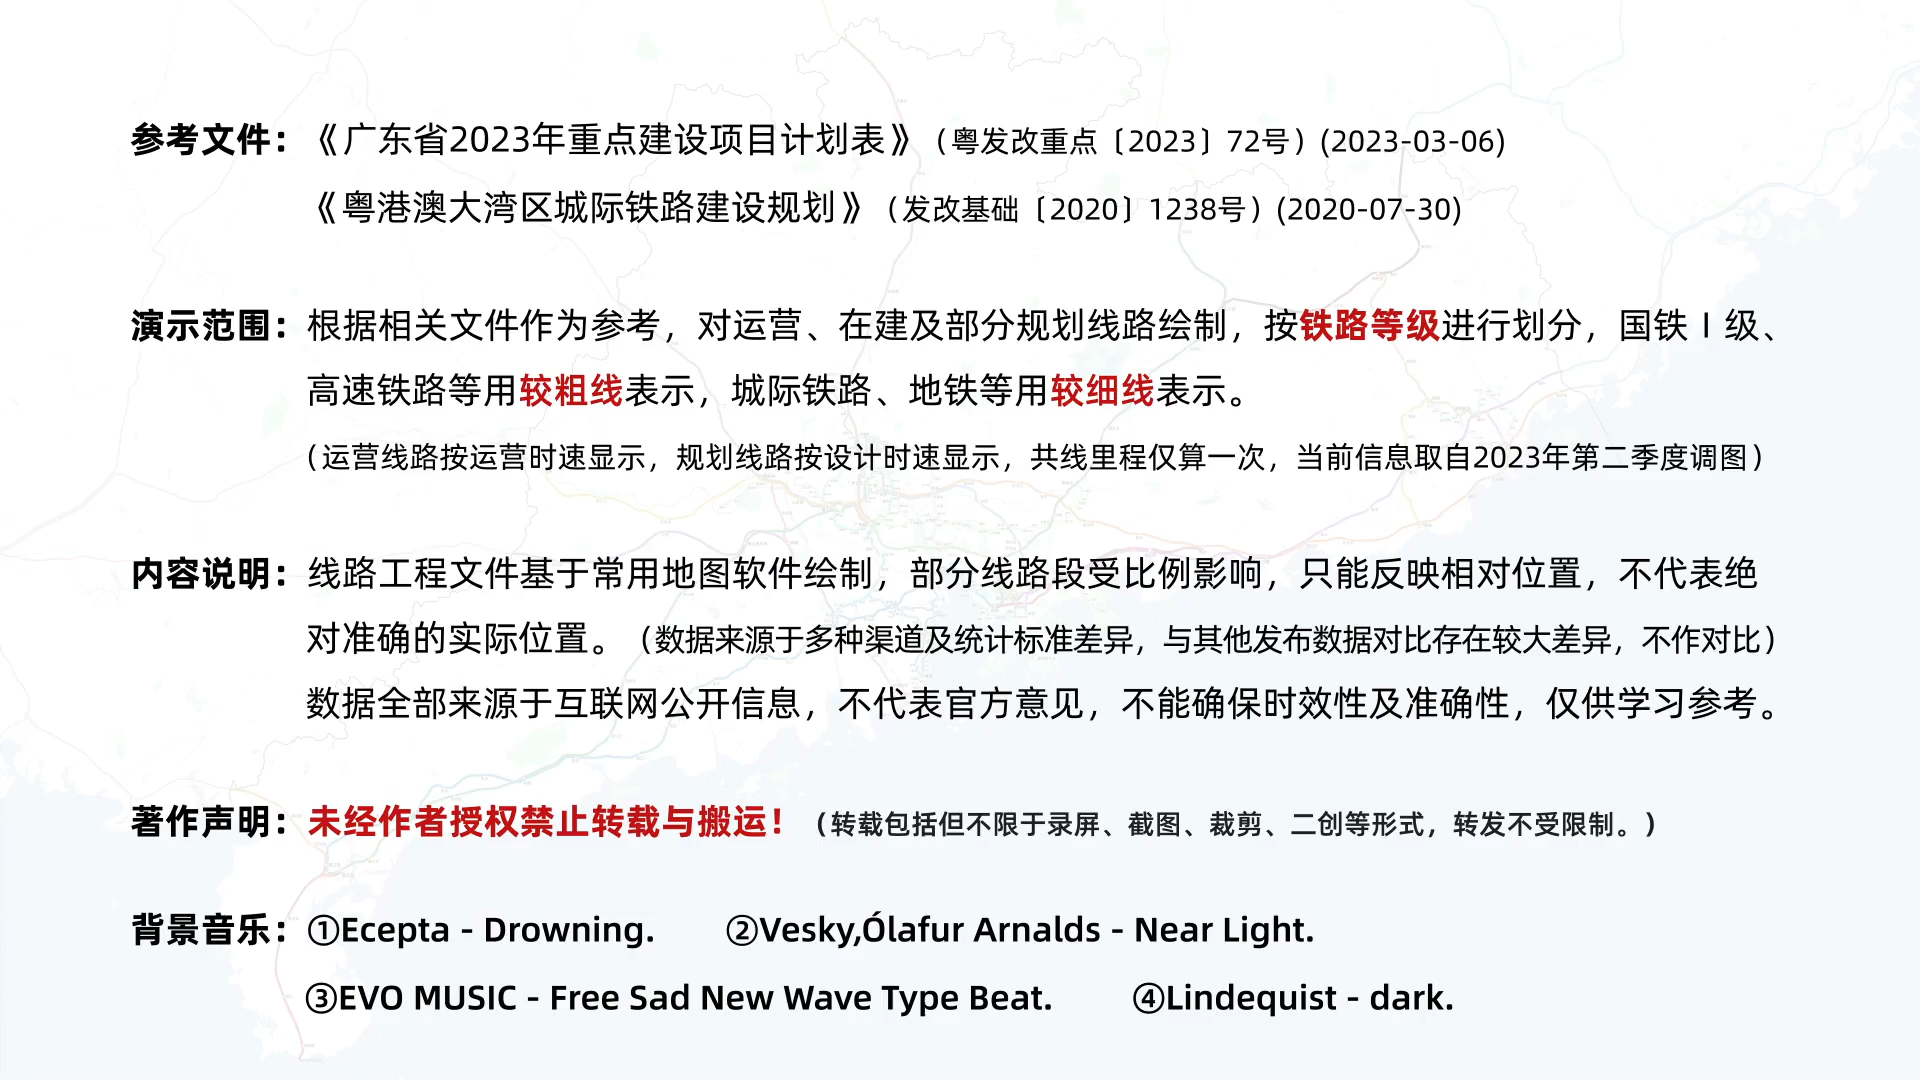 参考文件：《广东省2023年重点建设项目计划表》（粤发改重点〔2023〕72号）(2023-03-06)
《粤港澳大湾区城际铁路建设规划》（发改基础〔2020〕1238号）(2020-07-30)
演示范围：根据相关文件作为参考，对运营、在建及部分规划线路绘制，按铁路等级进行划分，国铁Ⅰ级、
高速铁路等用较粗线表示，城际铁路、地铁等用较细线表示。
（运营线路按运营时速显示，规划线路按设计时速显示，共线里程仅算一次，当前信息取自2023年第二季度调图）
内容说明：线路工程文件基于常用地图软件绘制，部分线路段受比例影响，只能反映相对位置，不代表绝
对准确的实际位置。（数据来源于多种渠道及统计标准差异，与其他发布数据对比存在较大差异，不作对比）
数据全部来源于互联网公开信息，不代表官方意见，不能确保时效性及准确性，仅供学习参考。
著作声明：未经作者授权禁止转载与搬运！（转载包括但不限于录屏、截图、裁剪、二创等形式，转发不受限制。）
背景音乐：①Ecepta - Drowning. ②Vesky,Ólafur Arnalds - Near Light.
③EVO MUSIC - Free Sad New Wave Type Beat. ④Lindequist - dark.